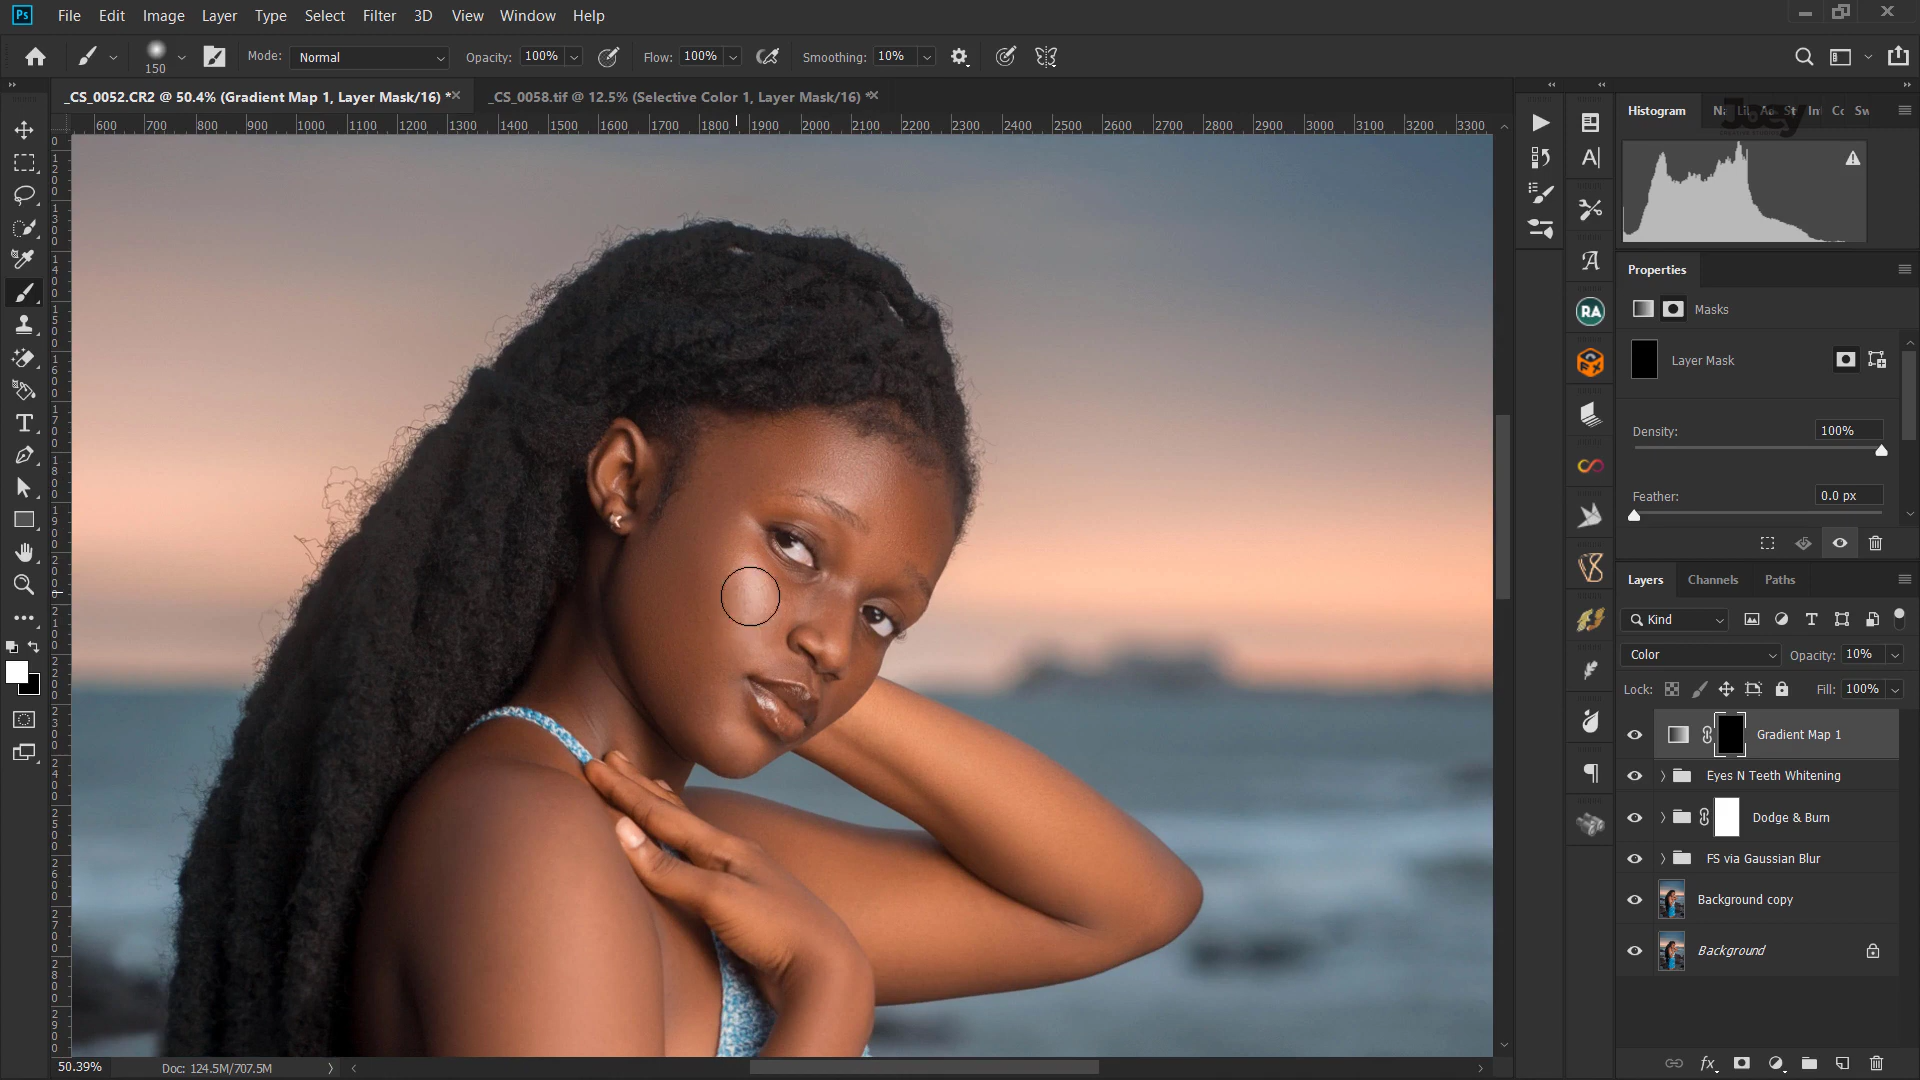 Ps File Edit Image Layer Type Select Filter 3D View Window Help
150 Mode: Normal Opacity: 100% Flow: 100% Smoothing: 10%
_CS_0052.CR2 @ 50.4% (Gradient Map 1, Layer Mask/16) * _CS_0058.tif @ 12.5% (Selective Color 1, Layer Mask/16) *
600 700 800 900 1000 1100 1200 1300 1400 1500 1600 1700 1800 1900 2000 2100 2200 2300 2400 2500 2600 2700 2800 2900 3000 3100 3200 3300
Histogram
Joey
Properties
Masks
Layer Mask
Density: 100%
Feather: 0.0 px
RA
Layers Channels Paths
Kind
Color Opacity: 10%
Lock: Fill: 100%
Gradient Map 1
Eyes N Teeth Whitening
Dodge & Burn
FS via Gaussian Blur
Background copy
Background
fx
50.39% Doc: 124.5M/707.5M